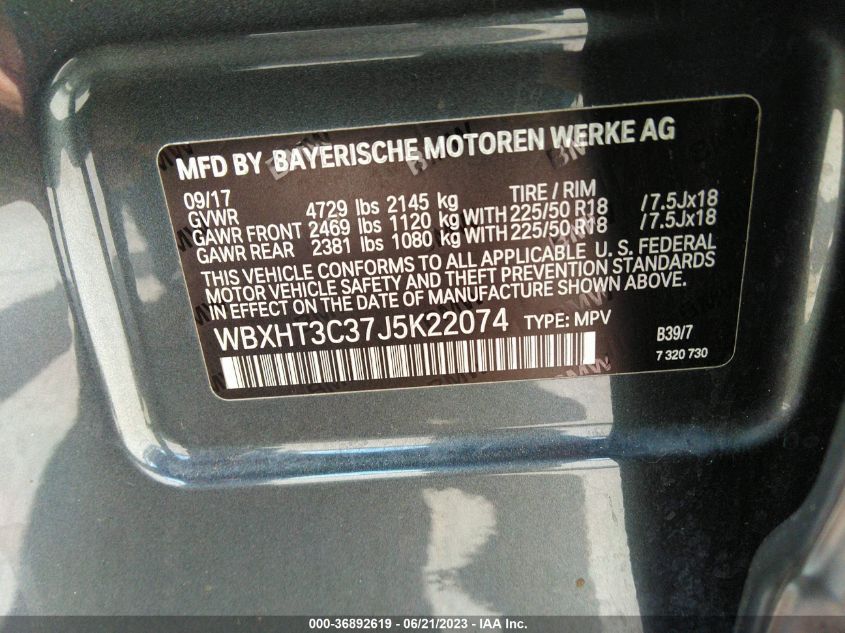 MFD BY BAYERISCHE MOTOREN WERKE AG
09/17 TIRE / RIM
GVWR 4729 lbs 2145 kg
GAWR FRONT 2469 lbs 1120 kg WITH 225/50 R18 /7.5Jx18
GAWR REAR 2381 lbs 1080 kg WITH 225/50 R18 /7.5Jx18
THIS VEHICLE CONFORMS TO ALL APPLICABLE U. S. FEDERAL
MOTOR VEHICLE SAFETY AND THEFT PREVENTION STANDARDS
IN EFFECT ON THE DATE OF MANUFACTURE SHOWN ABOVE.
WBXHT3C37J5K22074 TYPE: MPV B39/7
7 320 730
000-36892619 - 06/21/2023 - IAA Inc.